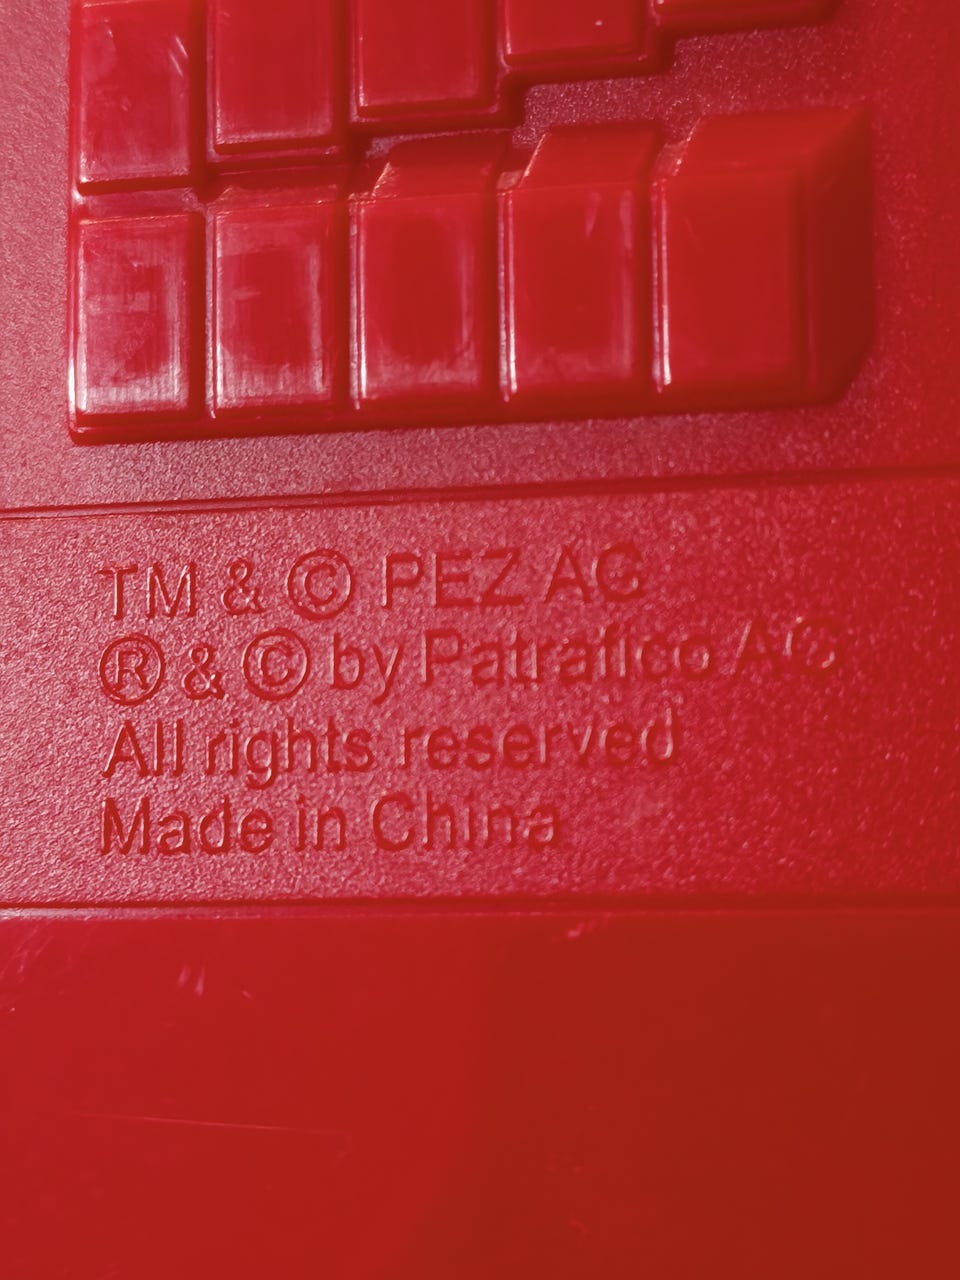 TM & © PEZ AG
® & © by Patrafico AG
All rights reserved
Made in China